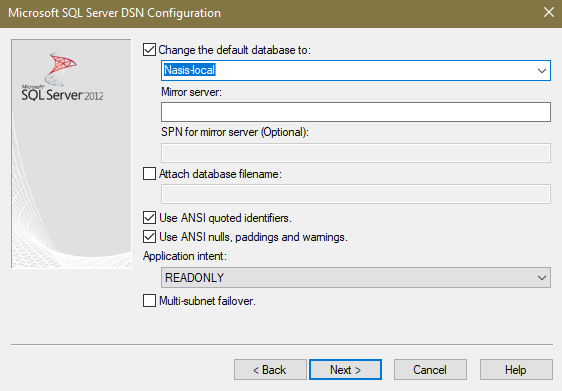 Microsoft SQL Server DSN Configuration
Microsoft
SQL Server 2012
Change the default database to:
Nasis-local
Mirror server:
SPN for mirror server (Optional):
Attach database filename:
Use ANSI quoted identifiers.
Use ANSI nulls, paddings and warnings.
Application intent:
READONLY
Multi-subnet failover.
< Back
Next >
Cancel
Help